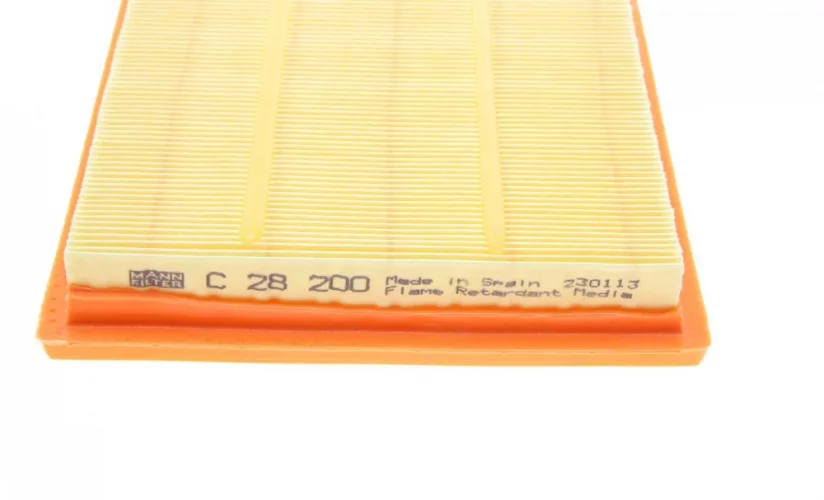 MANN
FILTER
C 28 200
Made in Spain 230113
Flame Retardant Media